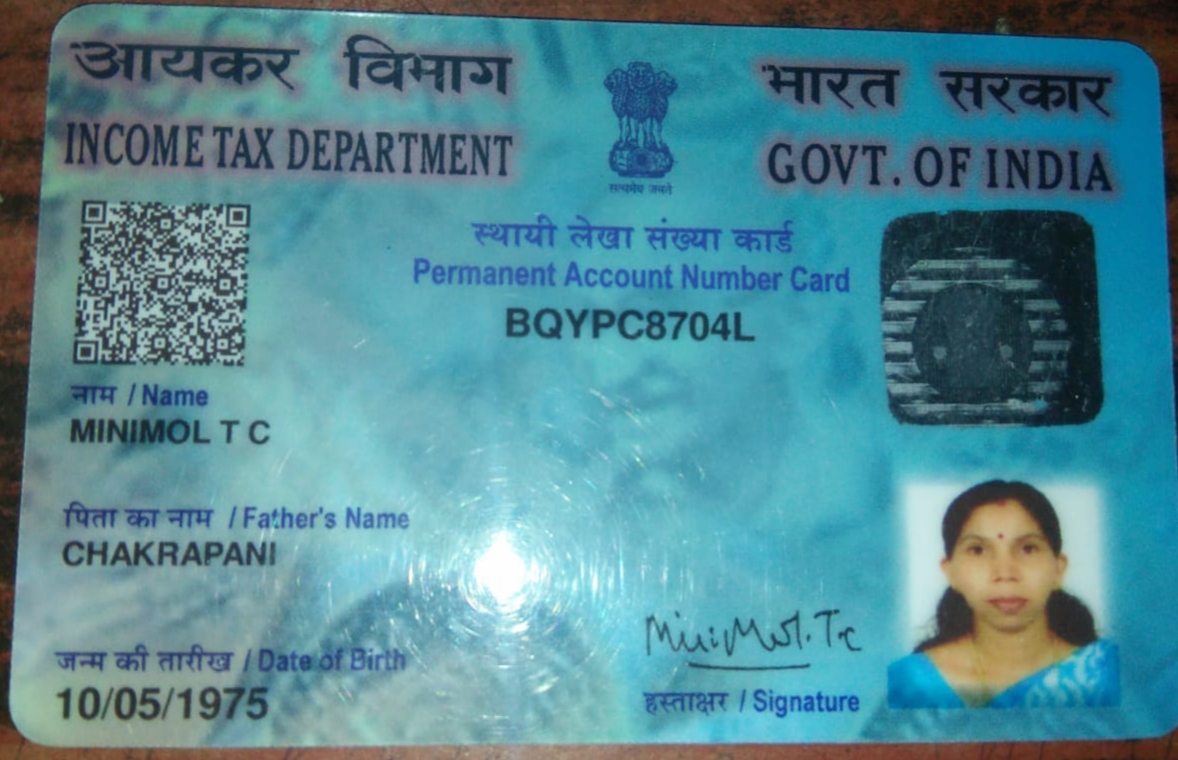 आयकर विभाग
INCOME TAX DEPARTMENT
भारत सरकार
GOVT. OF INDIA
सत्यमेव जयते
स्थायी लेखा संख्या कार्ड
Permanent Account Number Card
BQYPC8704L
नाम / Name
MINIMOL T C
पिता का नाम / Father's Name
CHAKRAPANI
जन्म की तारीख / Date of Birth
10/05/1975
MiniMol. Tc
हस्ताक्षर / Signature